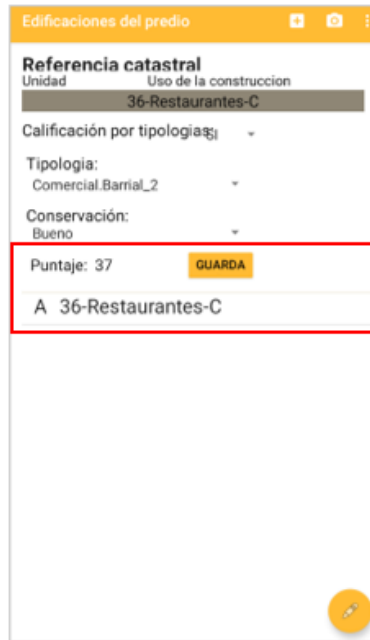 Edificaciones del predio
Referencia catastral
Unidad Uso de la construccion
36-Restaurantes-C
Calificación por tipologias: SI
Tipologia:
Comercial.Barrial_2
Conservación:
Bueno
Puntaje: 37 GUARDA
A 36-Restaurantes-C